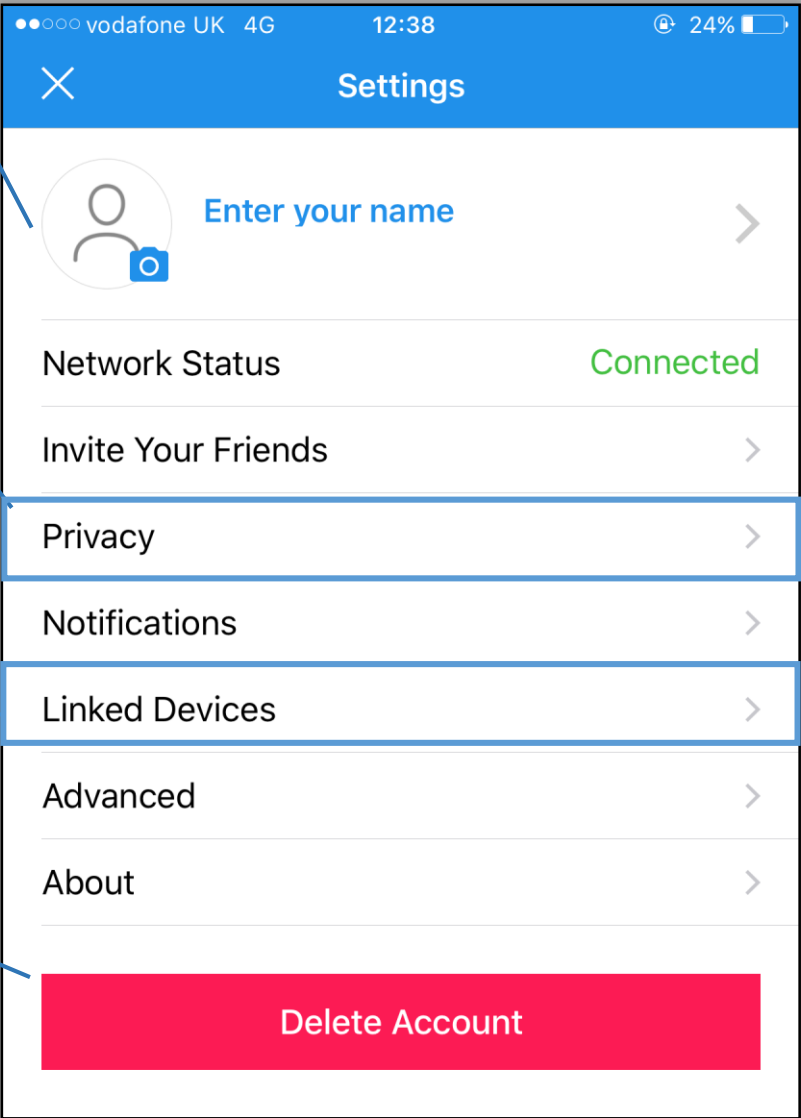 vodafone UK 4G 12:38 24%
Settings
Enter your name
Network Status Connected
Invite Your Friends
Privacy
Notifications
Linked Devices
Advanced
About
Delete Account